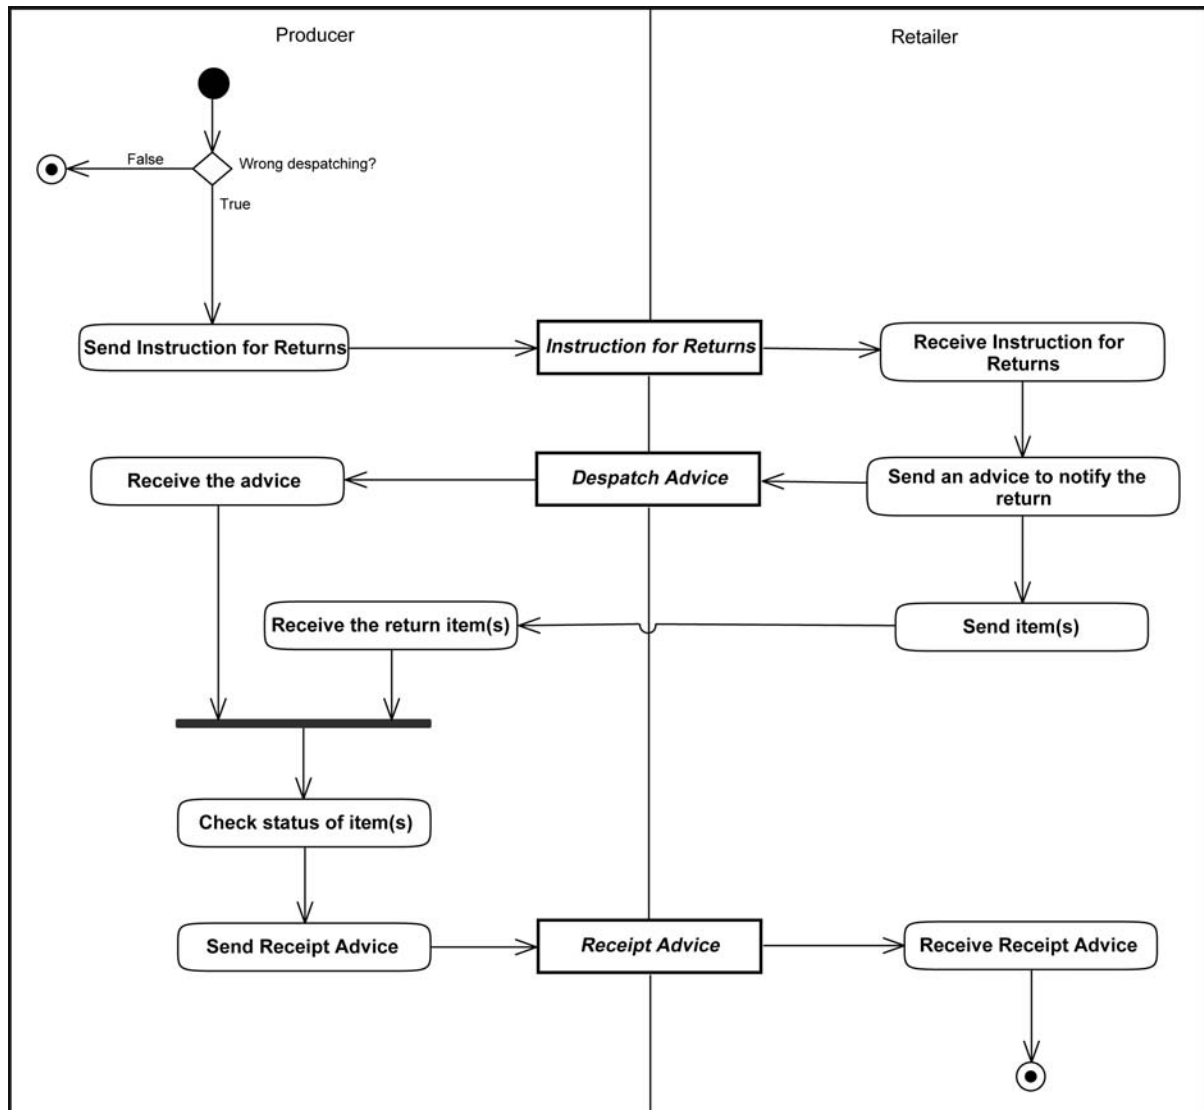 Producer
Retailer
False
Wrong despatching?
True
Send Instruction for Returns
Instruction for Returns
Receive Instruction for
Returns
Receive the advice
Despatch Advice
Send an advice to notify the
return
Receive the return item(s)
Send item(s)
Check status of item(s)
Send Receipt Advice
Receipt Advice
Receive Receipt Advice